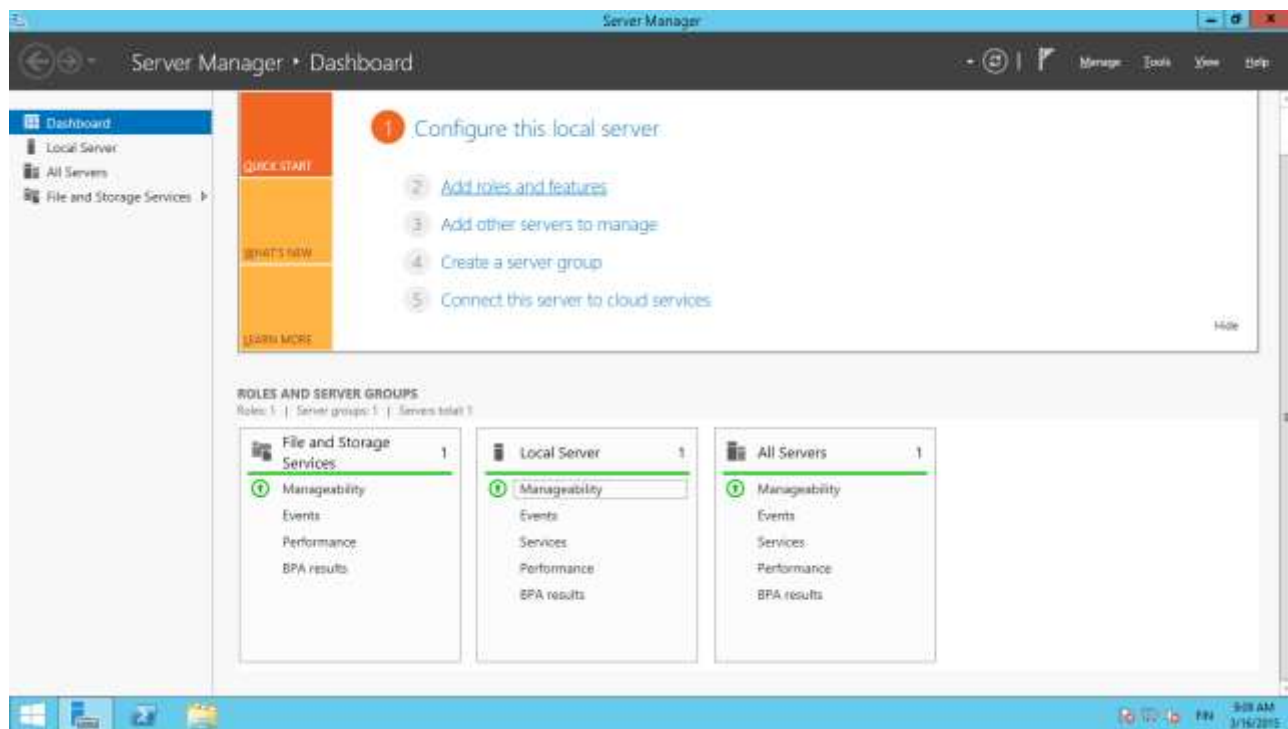 Server Manager
Server Manager • Dashboard
Manage Tools View Help
Dashboard
Local Server
All Servers
File and Storage Services
QUICK START
WHAT'S NEW
LEARN MORE
1 Configure this local server
2 Add roles and features
3 Add other servers to manage
4 Create a server group
5 Connect this server to cloud services
Hide
ROLES AND SERVER GROUPS
Roles: 1 | Server groups: 1 | Servers total: 1
File and Storage Services 1
Manageability
Events
Performance
BPA results
Local Server 1
Manageability
Events
Services
Performance
BPA results
All Servers 1
Manageability
Events
Services
Performance
BPA results
FIN
9:08 AM
3/16/2015